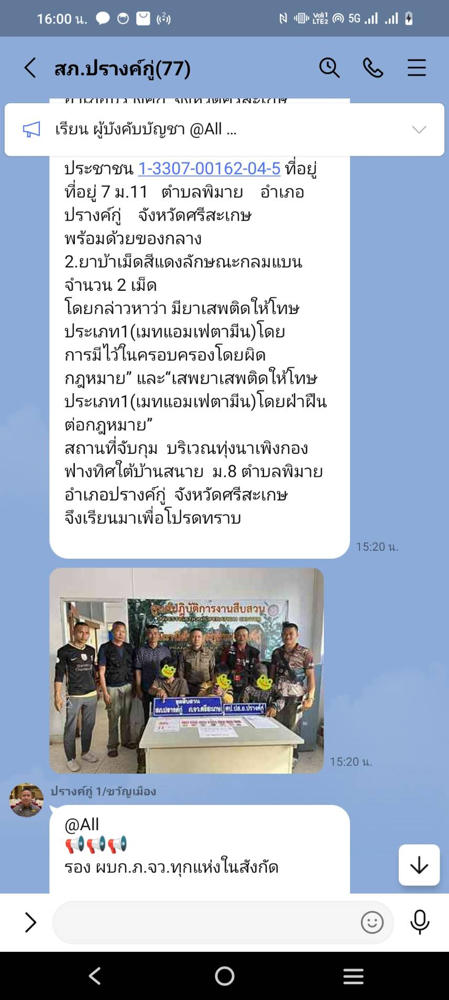 16:00 น.
Vo)) 1
LTE2
5G
สภ.ปรางค์กู่(77)
เรียน ผู้บังคับบัญชา @All ...
ประชาชน 1-3307-00162-04-5 ที่อยู่
ที่อยู่ 7 ม.11 ตำบลพิมาย อำเภอ
ปรางค์กู่ จังหวัดศรีสะเกษ
พร้อมด้วยของกลาง
2.ยาบ้าเม็ดสีแดงลักษณะกลมแบน
จำนวน 2 เม็ด
โดยกล่าวหาว่า มียาเสพติดให้โทษ
ประเภท1(เมทแอมเฟตามีน)โดย
การมีไว้ในครอบครองโดยผิด
กฎหมาย” และ“เสพยาเสพติดให้โทษ
ประเภท1(เมทแอมเฟตามีน)โดยฝ่าฝืน
ต่อกฎหมาย”
สถานที่จับกุม บริเวณทุ่งนาเพิงกอง
ฟางทิศใต้บ้านสนาย ม.8 ตำบลพิมาย
อำเภอปรางค์กู่ จังหวัดศรีสะเกษ
จึงเรียนมาเพื่อโปรดทราบ
15:20 น.
ศูนย์ปฏิบัติการงานสืบสวน
INVESTIGATION OPERATION CENTER
ชุดสืบสวน
สภ.ปรางค์กู่ ภ.จว.ศรีสะเกษ
ศป.ปส.อ.ปรางค์กู่
15:20 น.
ปรางค์กู่ 1/ขวัญเมือง
@All
รอง ผบก.ภ.จว.ทุกแห่งในสังกัด